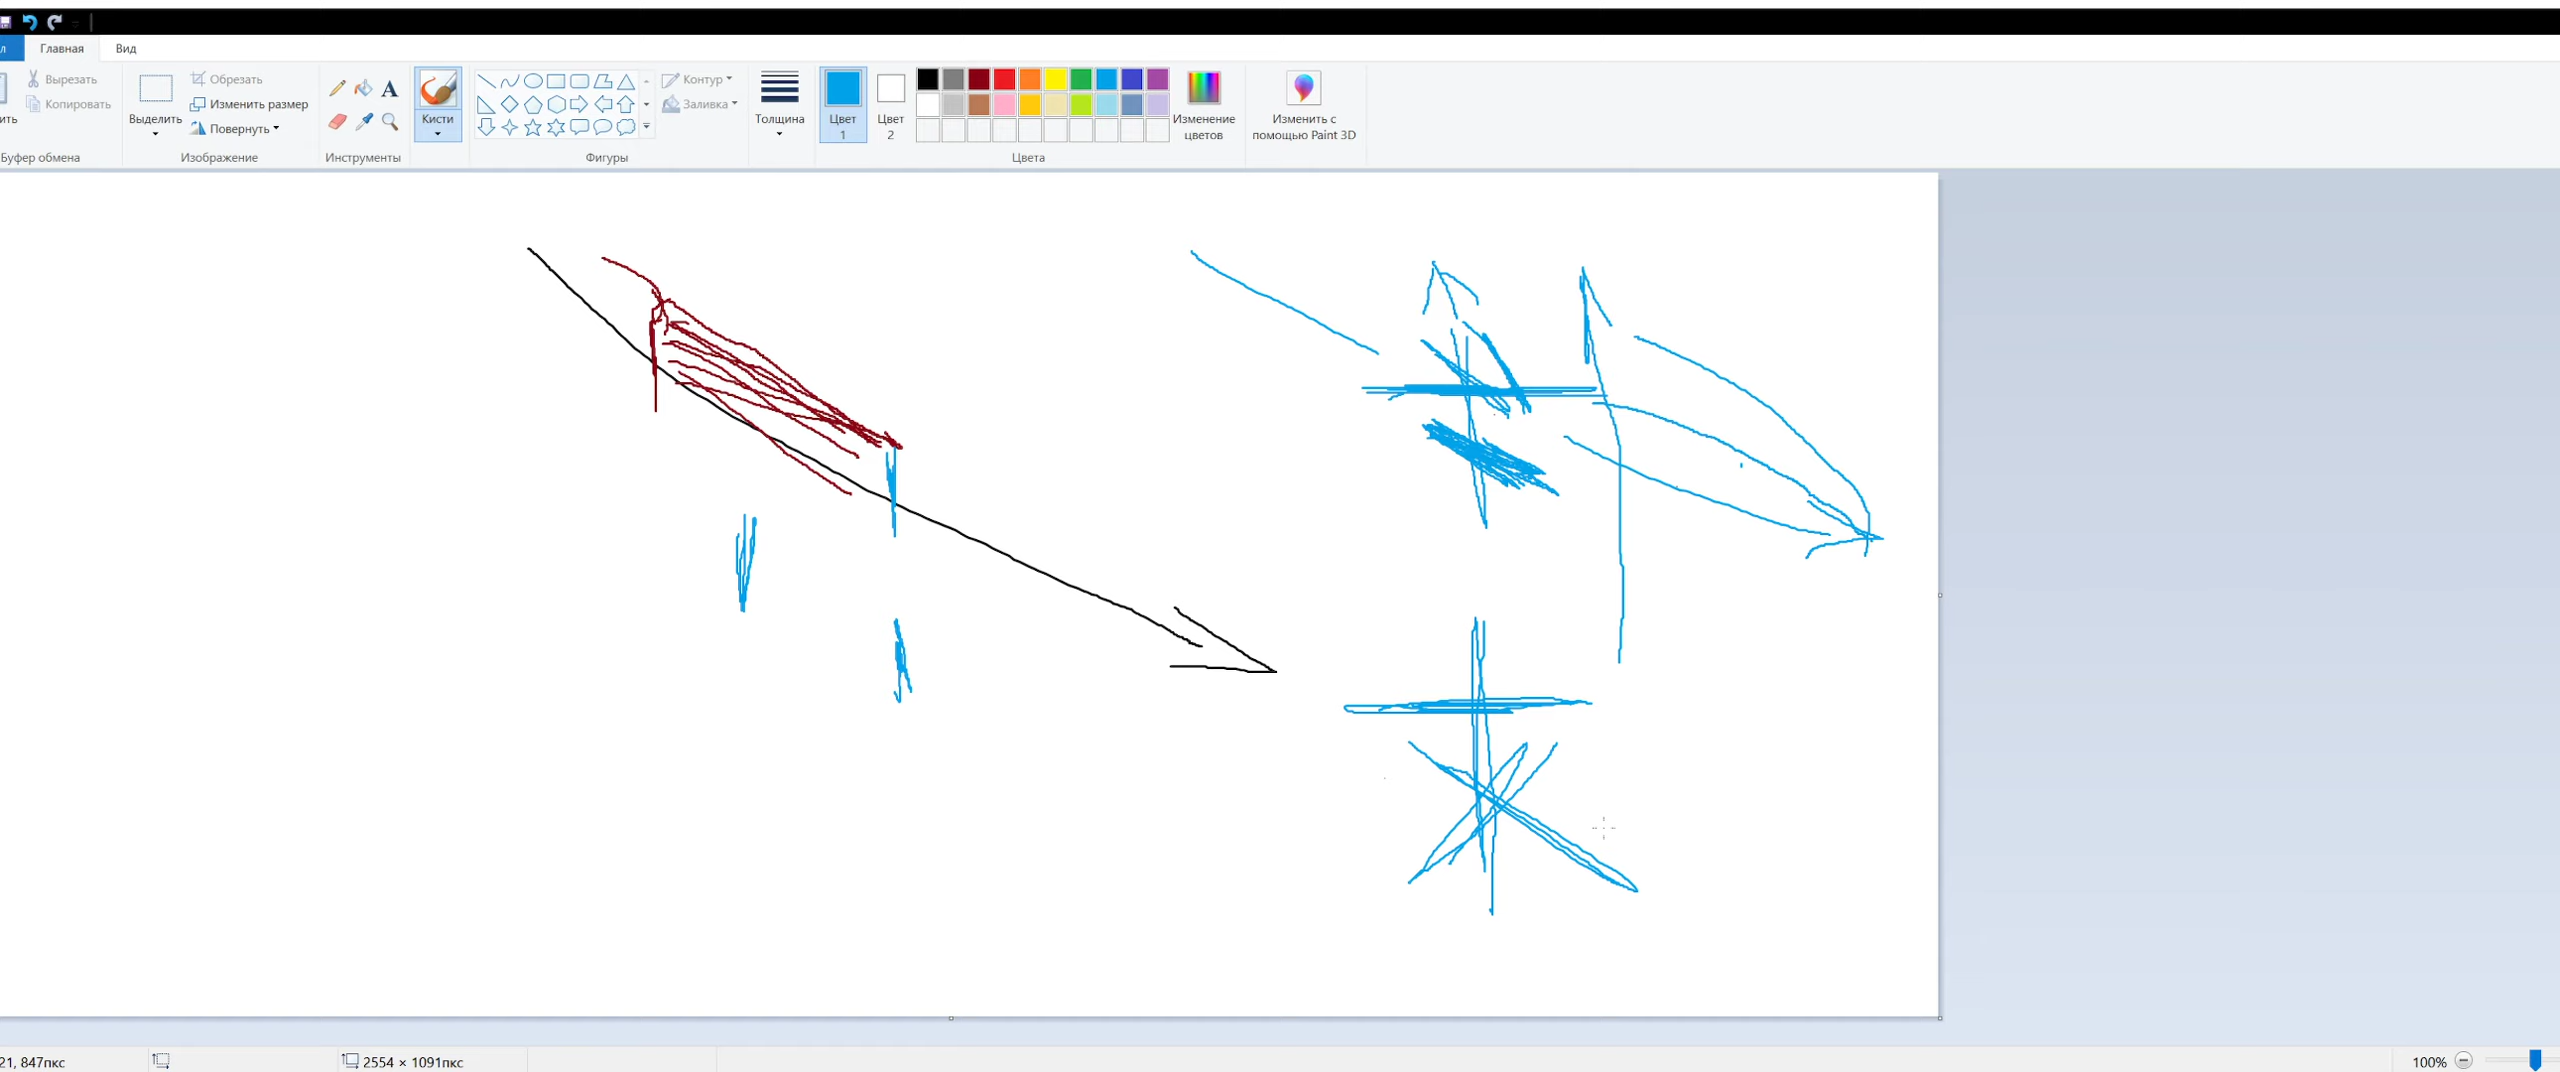 Главная Вид
Вырезать
Копировать
Буфер обмена
Выделить
Обрезать
Изменить размер
Повернуть
Изображение
A
Инструменты
Кисти
Фигуры
Контур
Заливка
Толщина
Цвет 1
Цвет 2
Цвета
Изменение цветов
Изменить с помощью Paint 3D
21, 847пкс 2554 × 1091пкс 100%